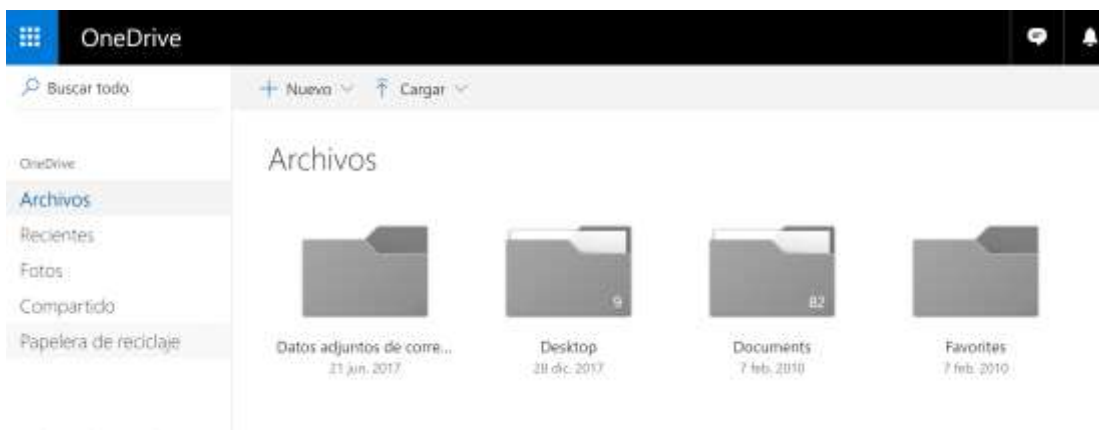 OneDrive
Buscar todo
Nuevo
Cargar
OneDrive
Archivos
Recientes
Fotos
Compartido
Papelera de reciclaje
Archivos
9
82
Datos adjuntos de corre... Desktop Documents Favorites
21 jun. 2017 28 dic. 2017 7 feb. 2010 7 feb. 2010